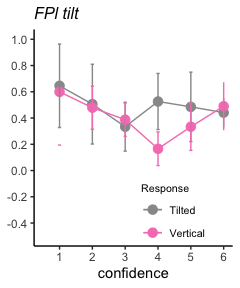 FPl tilt
1.0
0.8
0.6
0.4
0.2
0.0
-0.2
-0.4
Response
Tilted
Vertical
1 2 3 4 5 6
confidence